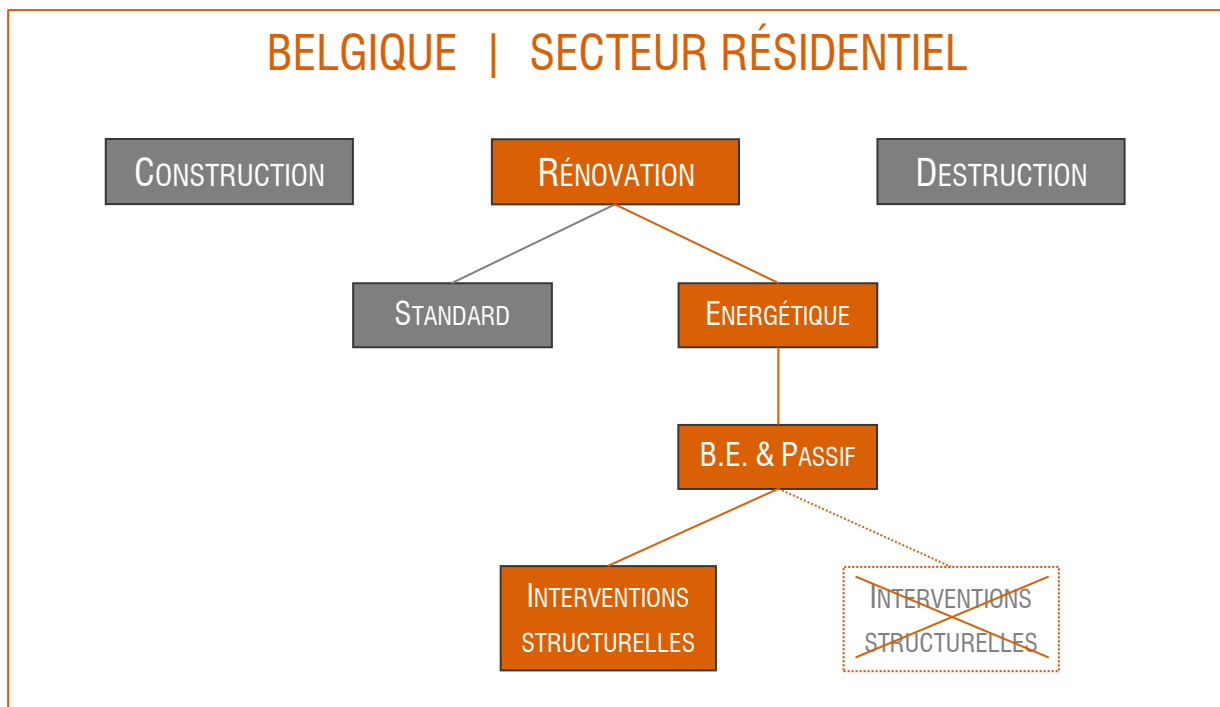 BELGIQUE | SECTEUR RÉSIDENTIEL
CONSTRUCTION
RÉNOVATION
DESTRUCTION
STANDARD
ENERGÉTIQUE
B.E. & PASSIF
INTERVENTIONS
STRUCTURELLES
INTERVENTIONS
STRUCTURELLES